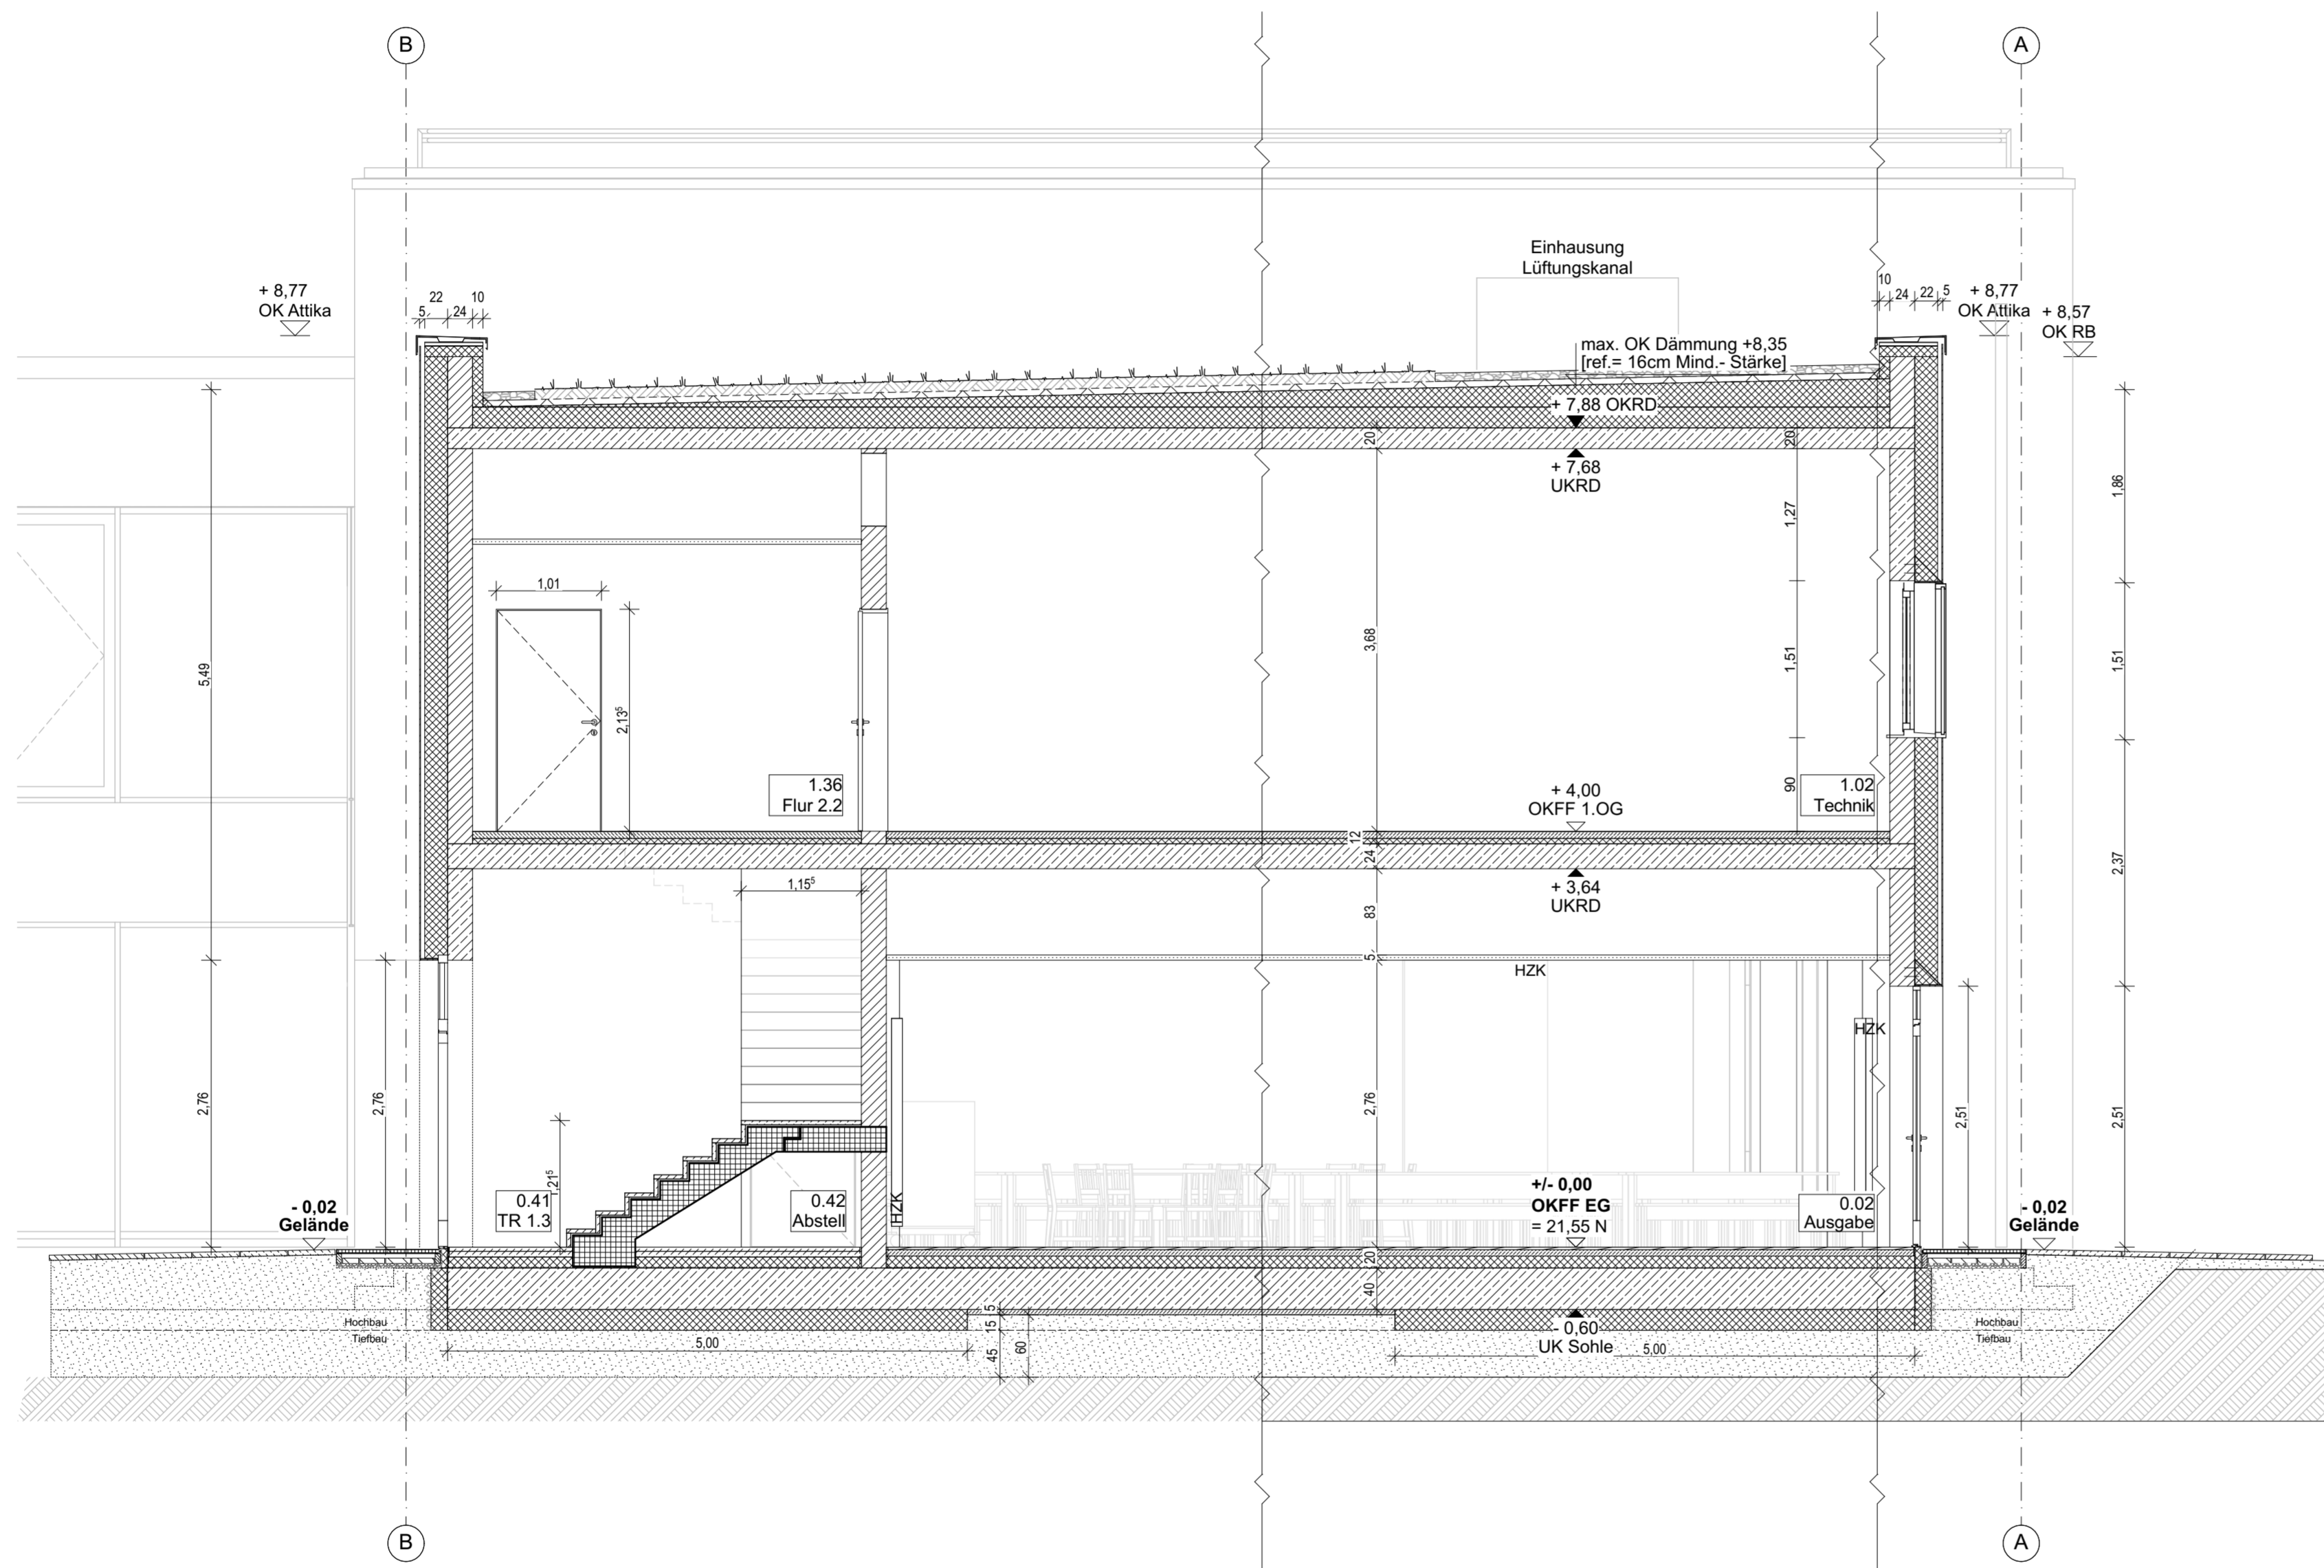 B
A
Einhausung
Lüftungskanal
+ 8,77
OK Attika
22
10
5
24
10
24
22
5
+ 8,77
OK Attika
+ 8,57
OK RB
max. OK Dämmung +8,35
[ref.= 16cm Mind.- Stärke]
+ 7,88 OKRD
20
20
+ 7,68
UKRD
1,86
1,27
1,01
5,49
3,68
1,51
1,51
2,13⁵
1.36
Flur 2.2
+ 4,00
OKFF 1.OG
90
1.02
Technik
12
24
2,37
1,15⁵
+ 3,64
UKRD
83
5
HZK
HZK
2,76
2,76
2,76
2,51
2,51
1,21⁵
0.41
TR 1.3
0.42
Abstell
HZK
+/- 0,00
OKFF EG
= 21,55 N
0.02
Ausgabe
- 0,02
Gelände
- 0,02
Gelände
20
40
Hochbau
Tiefbau
5
15
45
60
5,00
- 0,60
UK Sohle
5,00
Hochbau
Tiefbau
B
A